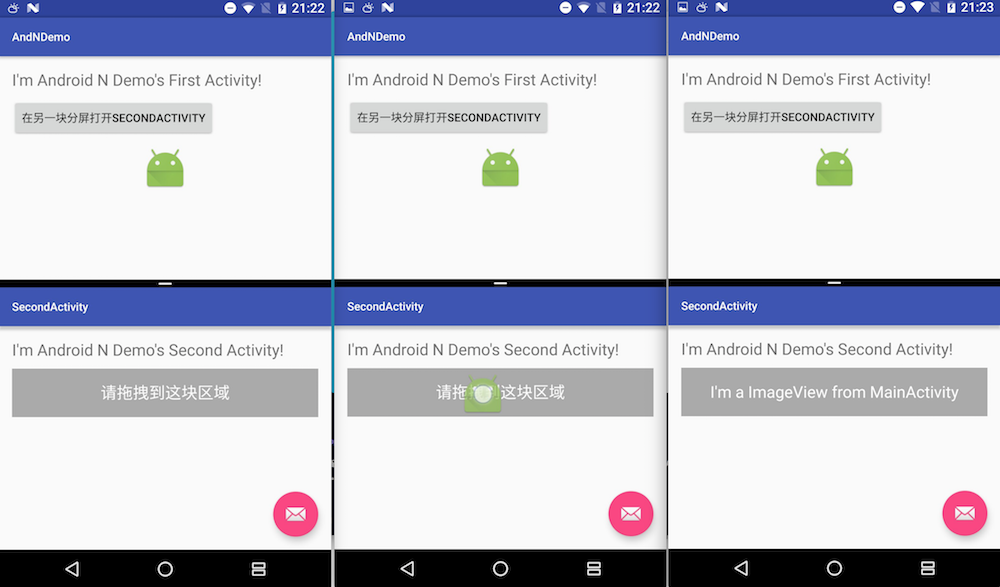 21:22
AndNDemo
I'm Android N Demo's First Activity!
在另一块分屏打开SECONDACTIVITY
SecondActivity
I'm Android N Demo's Second Activity!
请拖拽到这块区域
21:22
AndNDemo
I'm Android N Demo's First Activity!
在另一块分屏打开SECONDACTIVITY
SecondActivity
I'm Android N Demo's Second Activity!
请拖拽到这块区域
21:23
AndNDemo
I'm Android N Demo's First Activity!
在另一块分屏打开SECONDACTIVITY
SecondActivity
I'm Android N Demo's Second Activity!
I'm a ImageView from MainActivity